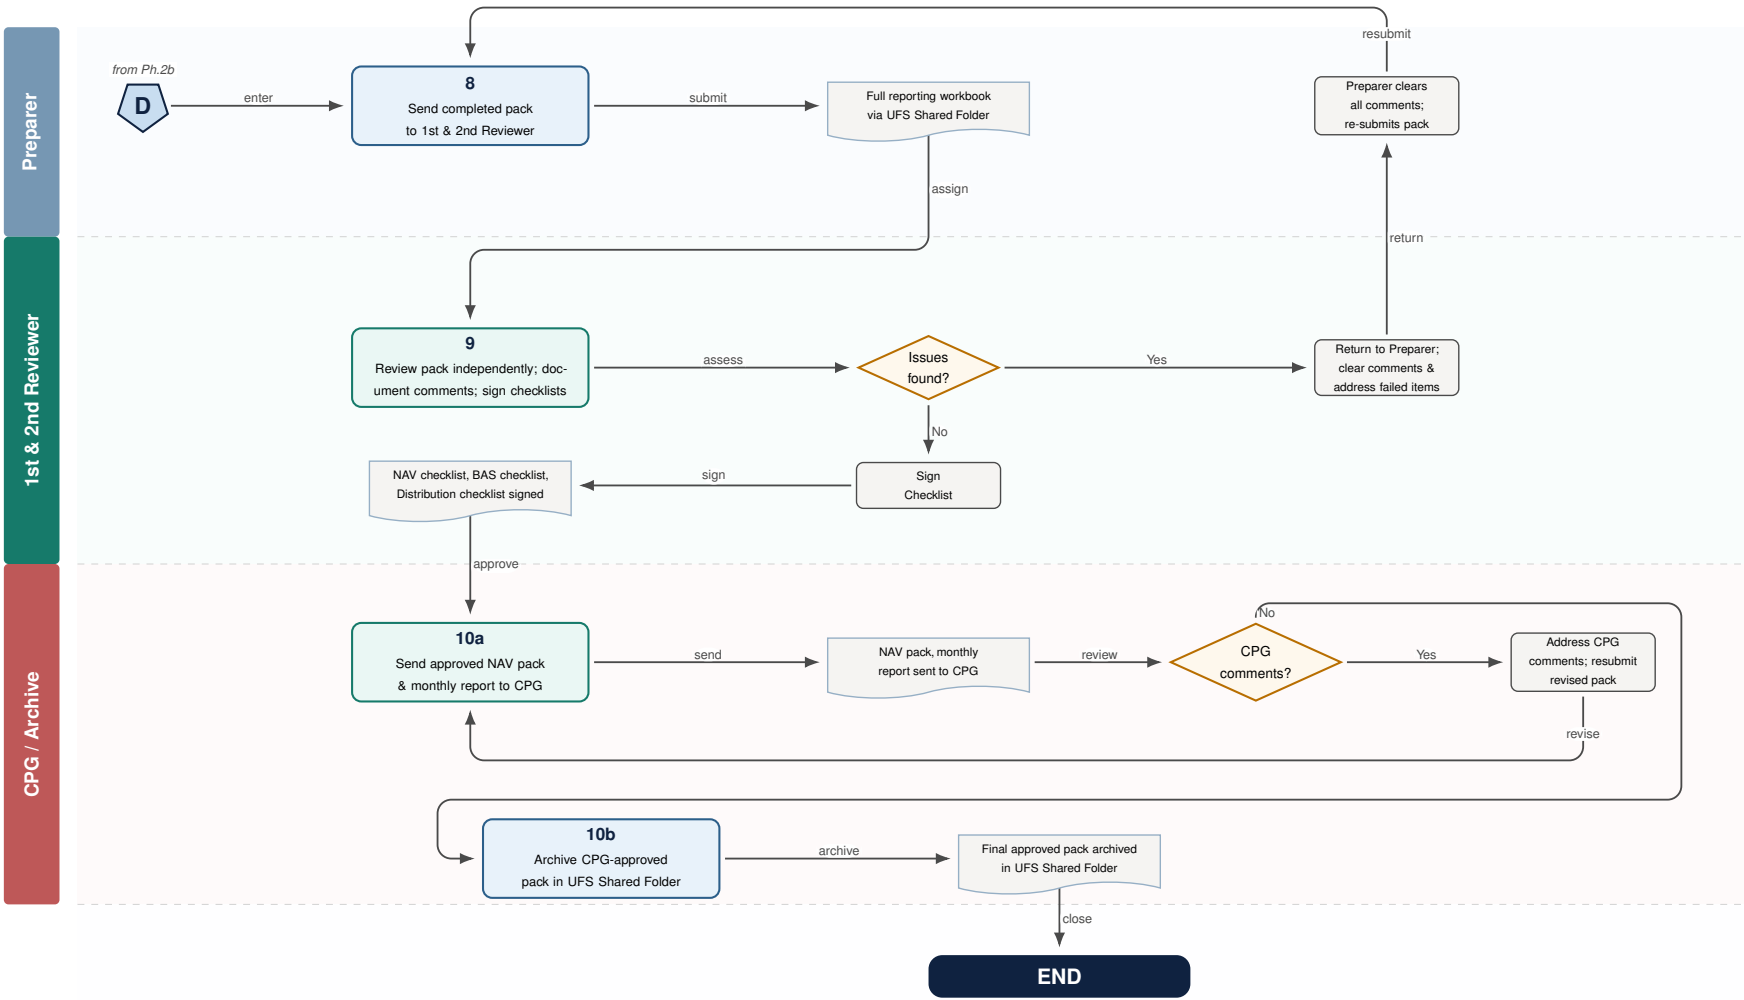 resubmit
Preparer
from Ph.2b
D
enter
8
Send completed pack
to 1st & 2nd Reviewer
submit
Full reporting workbook
via UFS Shared Folder
Preparer clears
all comments;
re-submits pack
assign
return
1st & 2nd Reviewer
9
Review pack independently; doc-
ument comments; sign checklists
assess
Issues
found?
Yes
Return to Preparer;
clear comments &
address failed items
No
Sign
Checklist
sign
NAV checklist, BAS checklist,
Distribution checklist signed
approve
CPG / Archive
10a
Send approved NAV pack
& monthly report to CPG
send
NAV pack, monthly
report sent to CPG
review
CPG
comments?
No
Yes
Address CPG
comments; resubmit
revised pack
revise
10b
Archive CPG-approved
pack in UFS Shared Folder
archive
Final approved pack archived
in UFS Shared Folder
close
END